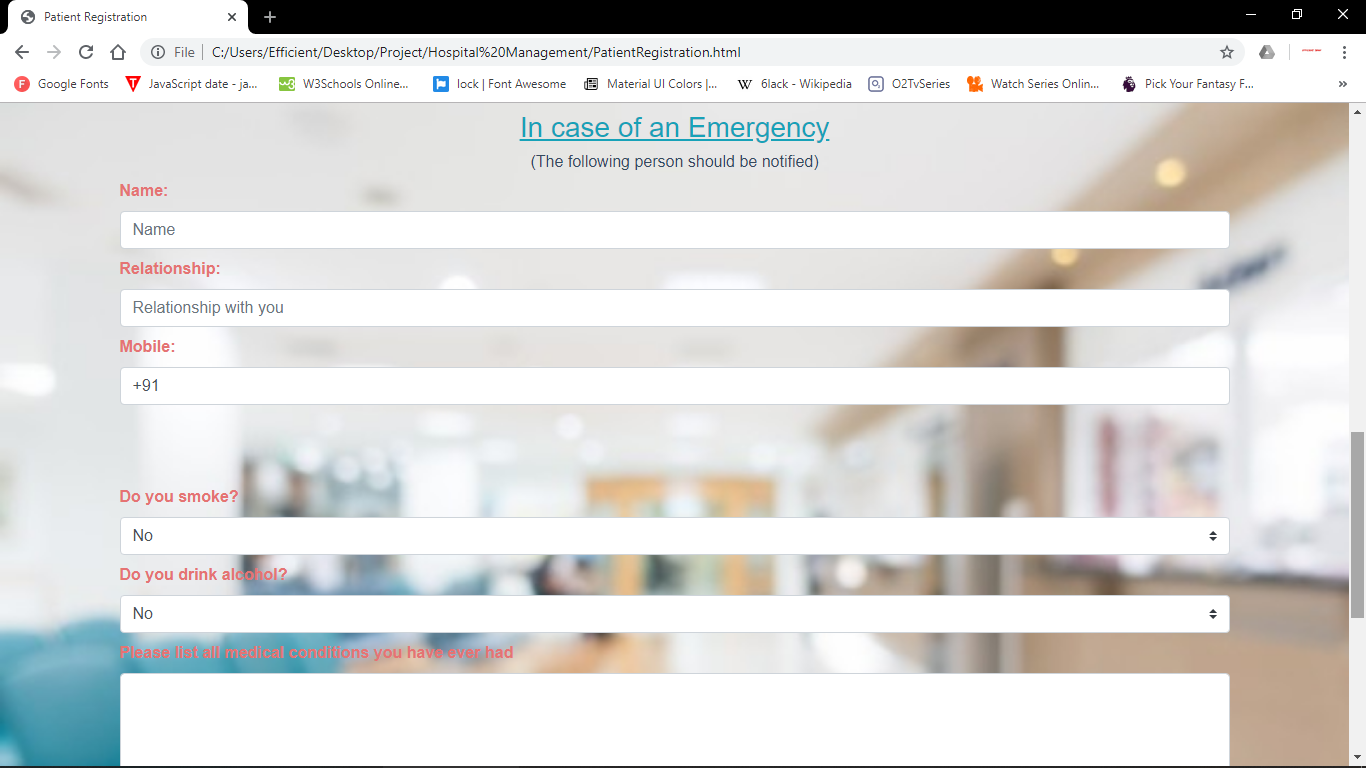 Patient Registration
File C:/Users/Efficient/Desktop/Project/Hospital%20Management/PatientRegistration.html
Google Fonts JavaScript date - ja... W3Schools Online... lock | Font Awesome Material UI Colors |... 6lack - Wikipedia O2TvSeries Watch Series Onlin... Pick Your Fantasy F... »
In case of an Emergency
(The following person should be notified)
Name:
Name
Relationship:
Relationship with you
Mobile:
+91
Do you smoke?
No
Do you drink alcohol?
No
Please list all medical conditions you have ever had